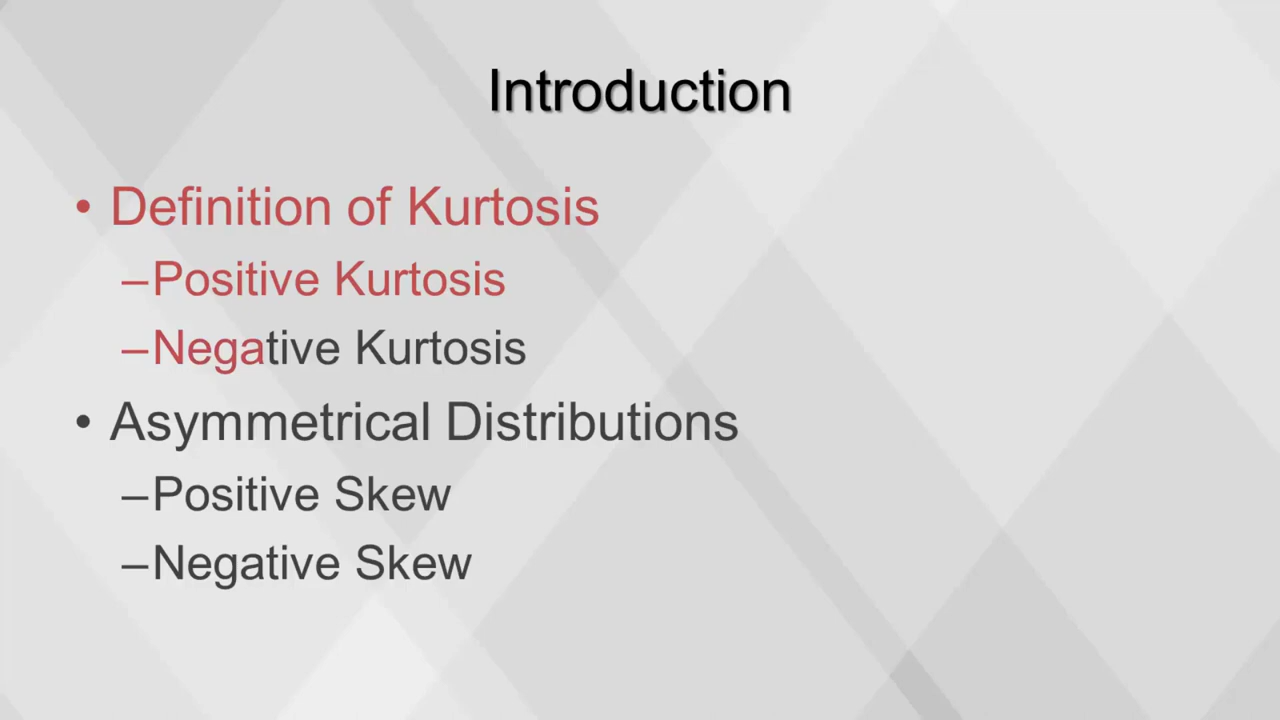 Introduction
• Definition of Kurtosis
–Positive Kurtosis
–Negative Kurtosis
• Asymmetrical Distributions
–Positive Skew
–Negative Skew